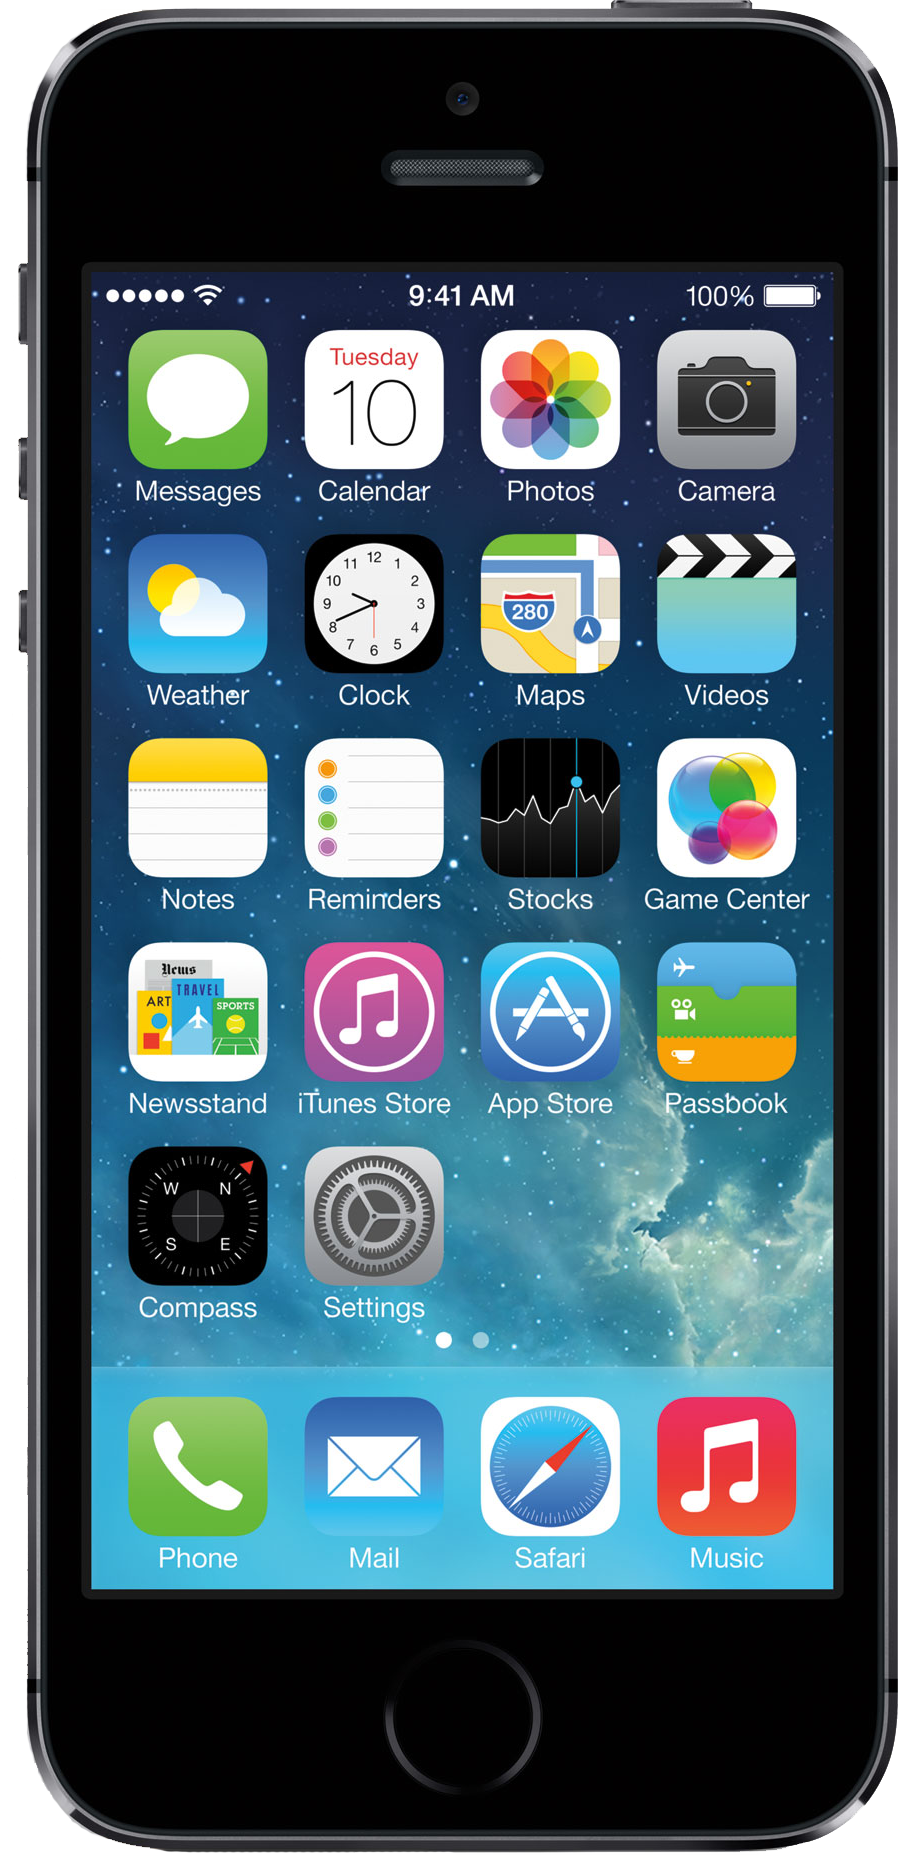 9:41 AM 100%
Tuesday
10
Messages Calendar Photos Camera
12
11 1
10 2
9 3
8 4
7 5
6
280
Weather Clock Maps Videos
Notes Reminders Stocks Game Center
News
TRAVEL
ART
SPORTS
Newsstand iTunes Store App Store Passbook
W N
S E
Compass Settings
Phone Mail Safari Music